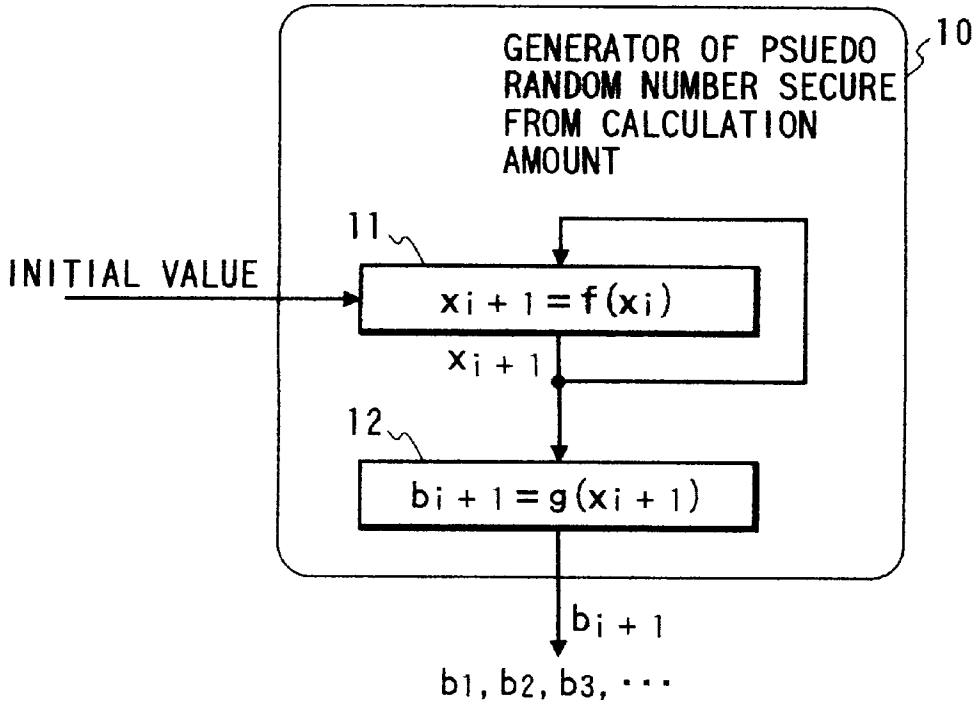 10
GENERATOR OF PSUEDO
RANDOM NUMBER SECURE
FROM CALCULATION
AMOUNT
11
INITIAL VALUE
xi + 1 = f(xi)
xi + 1
12
bi + 1 = g(xi + 1)
bi + 1
b1, b2, b3, ···